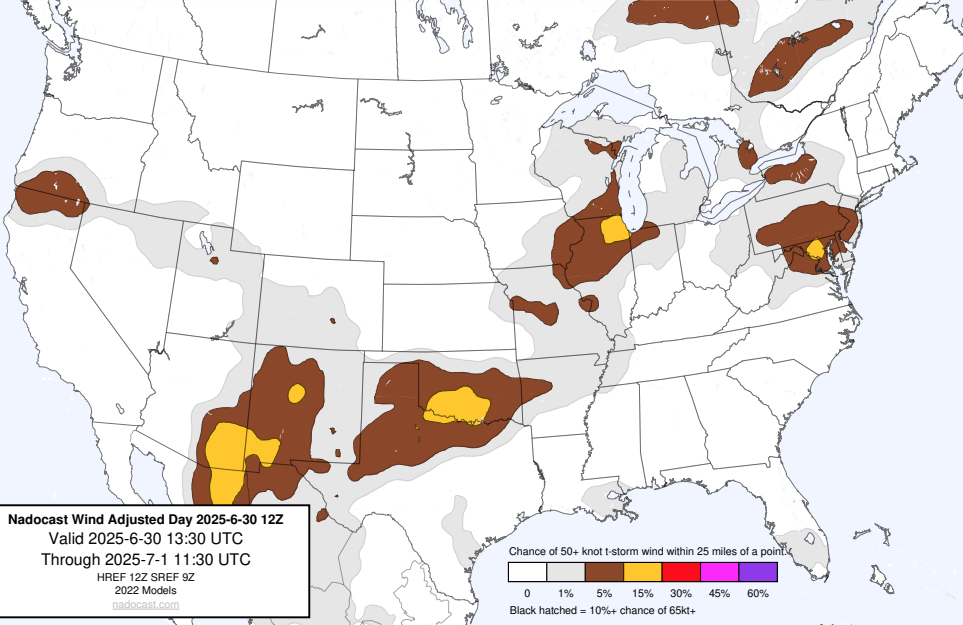 Nadocast Wind Adjusted Day 2025-6-30 12Z
Valid 2025-6-30 13:30 UTC
Through 2025-7-1 11:30 UTC
HREF 12Z SREF 9Z
2022 Models
nadocast.com
Chance of 50+ knot t-storm wind within 25 miles of a point.
0 1% 5% 15% 30% 45% 60%
Black hatched = 10%+ chance of 65kt+